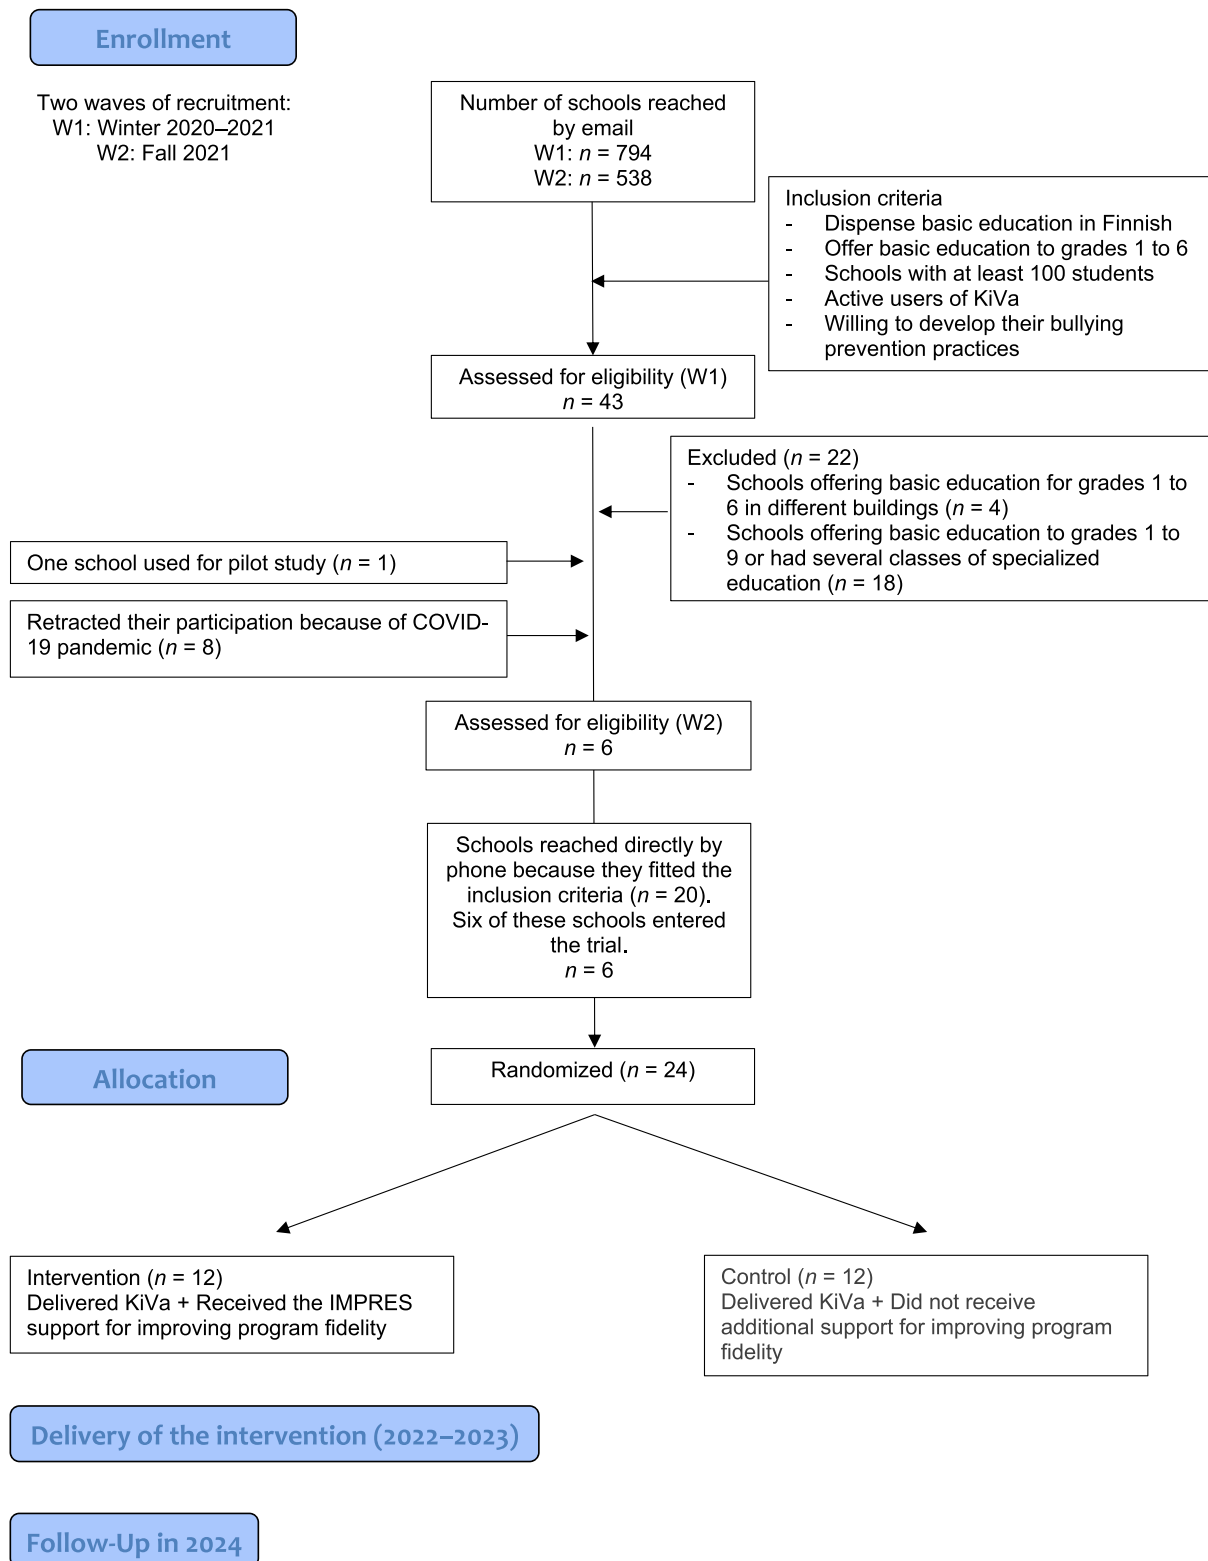 Enrollment
Two waves of recruitment:
W1: Winter 2020–2021
W2: Fall 2021
Number of schools reached
by email
W1: n = 794
W2: n = 538
Inclusion criteria
- Dispense basic education in Finnish
- Offer basic education to grades 1 to 6
- Schools with at least 100 students
- Active users of KiVa
- Willing to develop their bullying
prevention practices
Assessed for eligibility (W1)
n = 43
Excluded (n = 22)
- Schools offering basic education for grades 1 to
6 in different buildings (n = 4)
- Schools offering basic education to grades 1 to
9 or had several classes of specialized
education (n = 18)
One school used for pilot study (n = 1)
Retracted their participation because of COVID-
19 pandemic (n = 8)
Assessed for eligibility (W2)
n = 6
Schools reached directly by
phone because they fitted the
inclusion criteria (n = 20).
Six of these schools entered
the trial.
n = 6
Allocation
Randomized (n = 24)
Intervention (n = 12)
Delivered KiVa + Received the IMPRES
support for improving program fidelity
Control (n = 12)
Delivered KiVa + Did not receive
additional support for improving program
fidelity
Delivery of the intervention (2022–2023)
Follow-Up in 2024